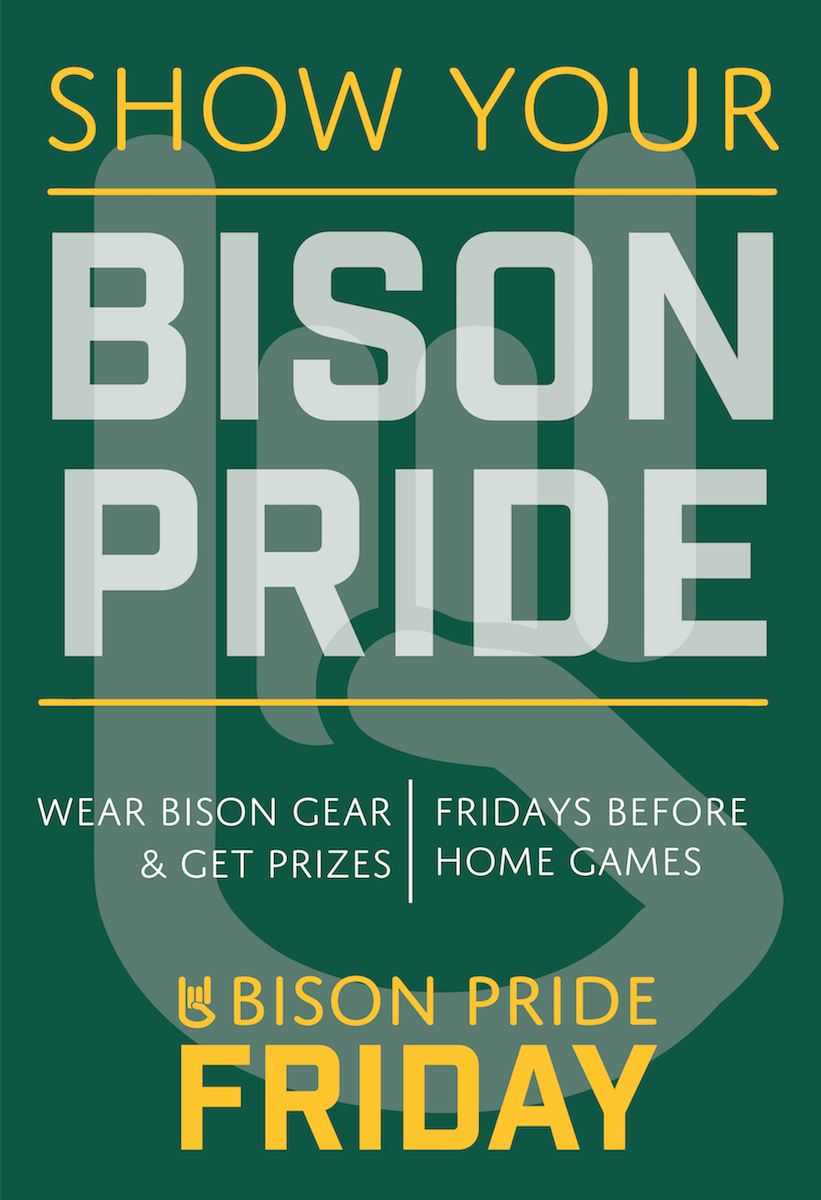 SHOW YOUR
BISON
PRIDE
WEAR BISON GEAR
& GET PRIZES
FRIDAYS BEFORE
HOME GAMES
BISON PRIDE
FRIDAY